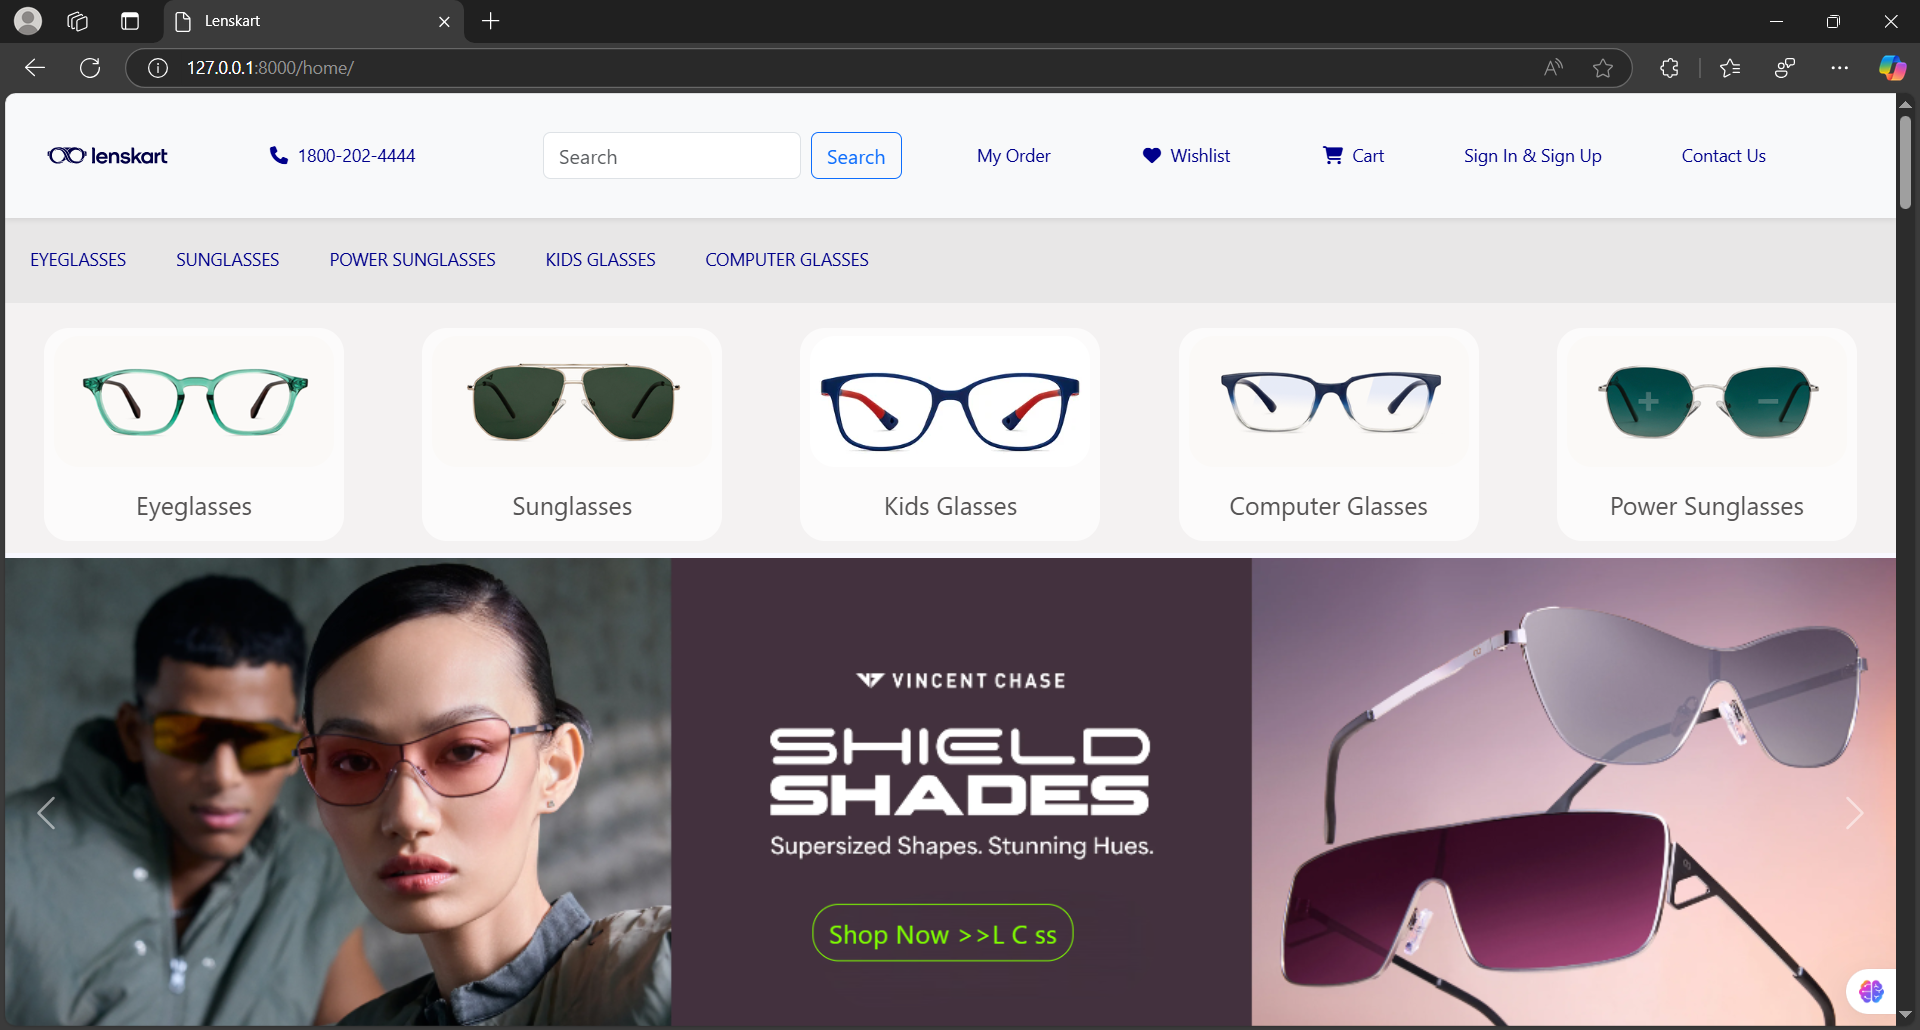 Lenskart
127.0.0.1:8000/home/
lenskart
1800-202-4444
Search
Search
My Order
Wishlist
Cart
Sign In & Sign Up
Contact Us
EYEGLASSES
SUNGLASSES
POWER SUNGLASSES
KIDS GLASSES
COMPUTER GLASSES
Eyeglasses
Sunglasses
Kids Glasses
Computer Glasses
Power Sunglasses
VINCENT CHASE
SHIELD
SHADES
Supersized Shapes. Stunning Hues.
Shop Now >>L C ss